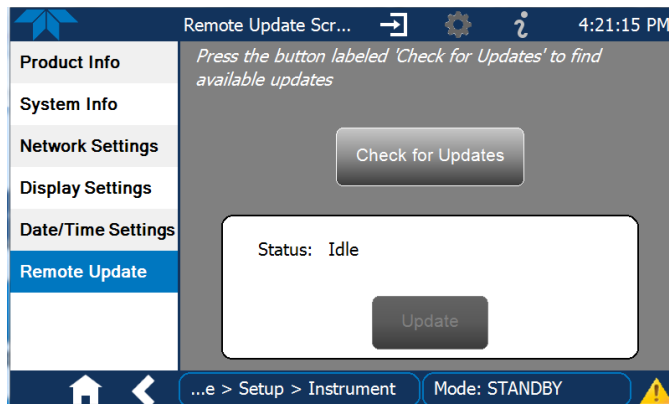 Remote Update Scr...
4:21:15 PM
Product Info
System Info
Network Settings
Display Settings
Date/Time Settings
Remote Update
Press the button labeled 'Check for Updates' to find
available updates
Check for Updates
Status: Idle
Update
...e > Setup > Instrument
Mode: STANDBY